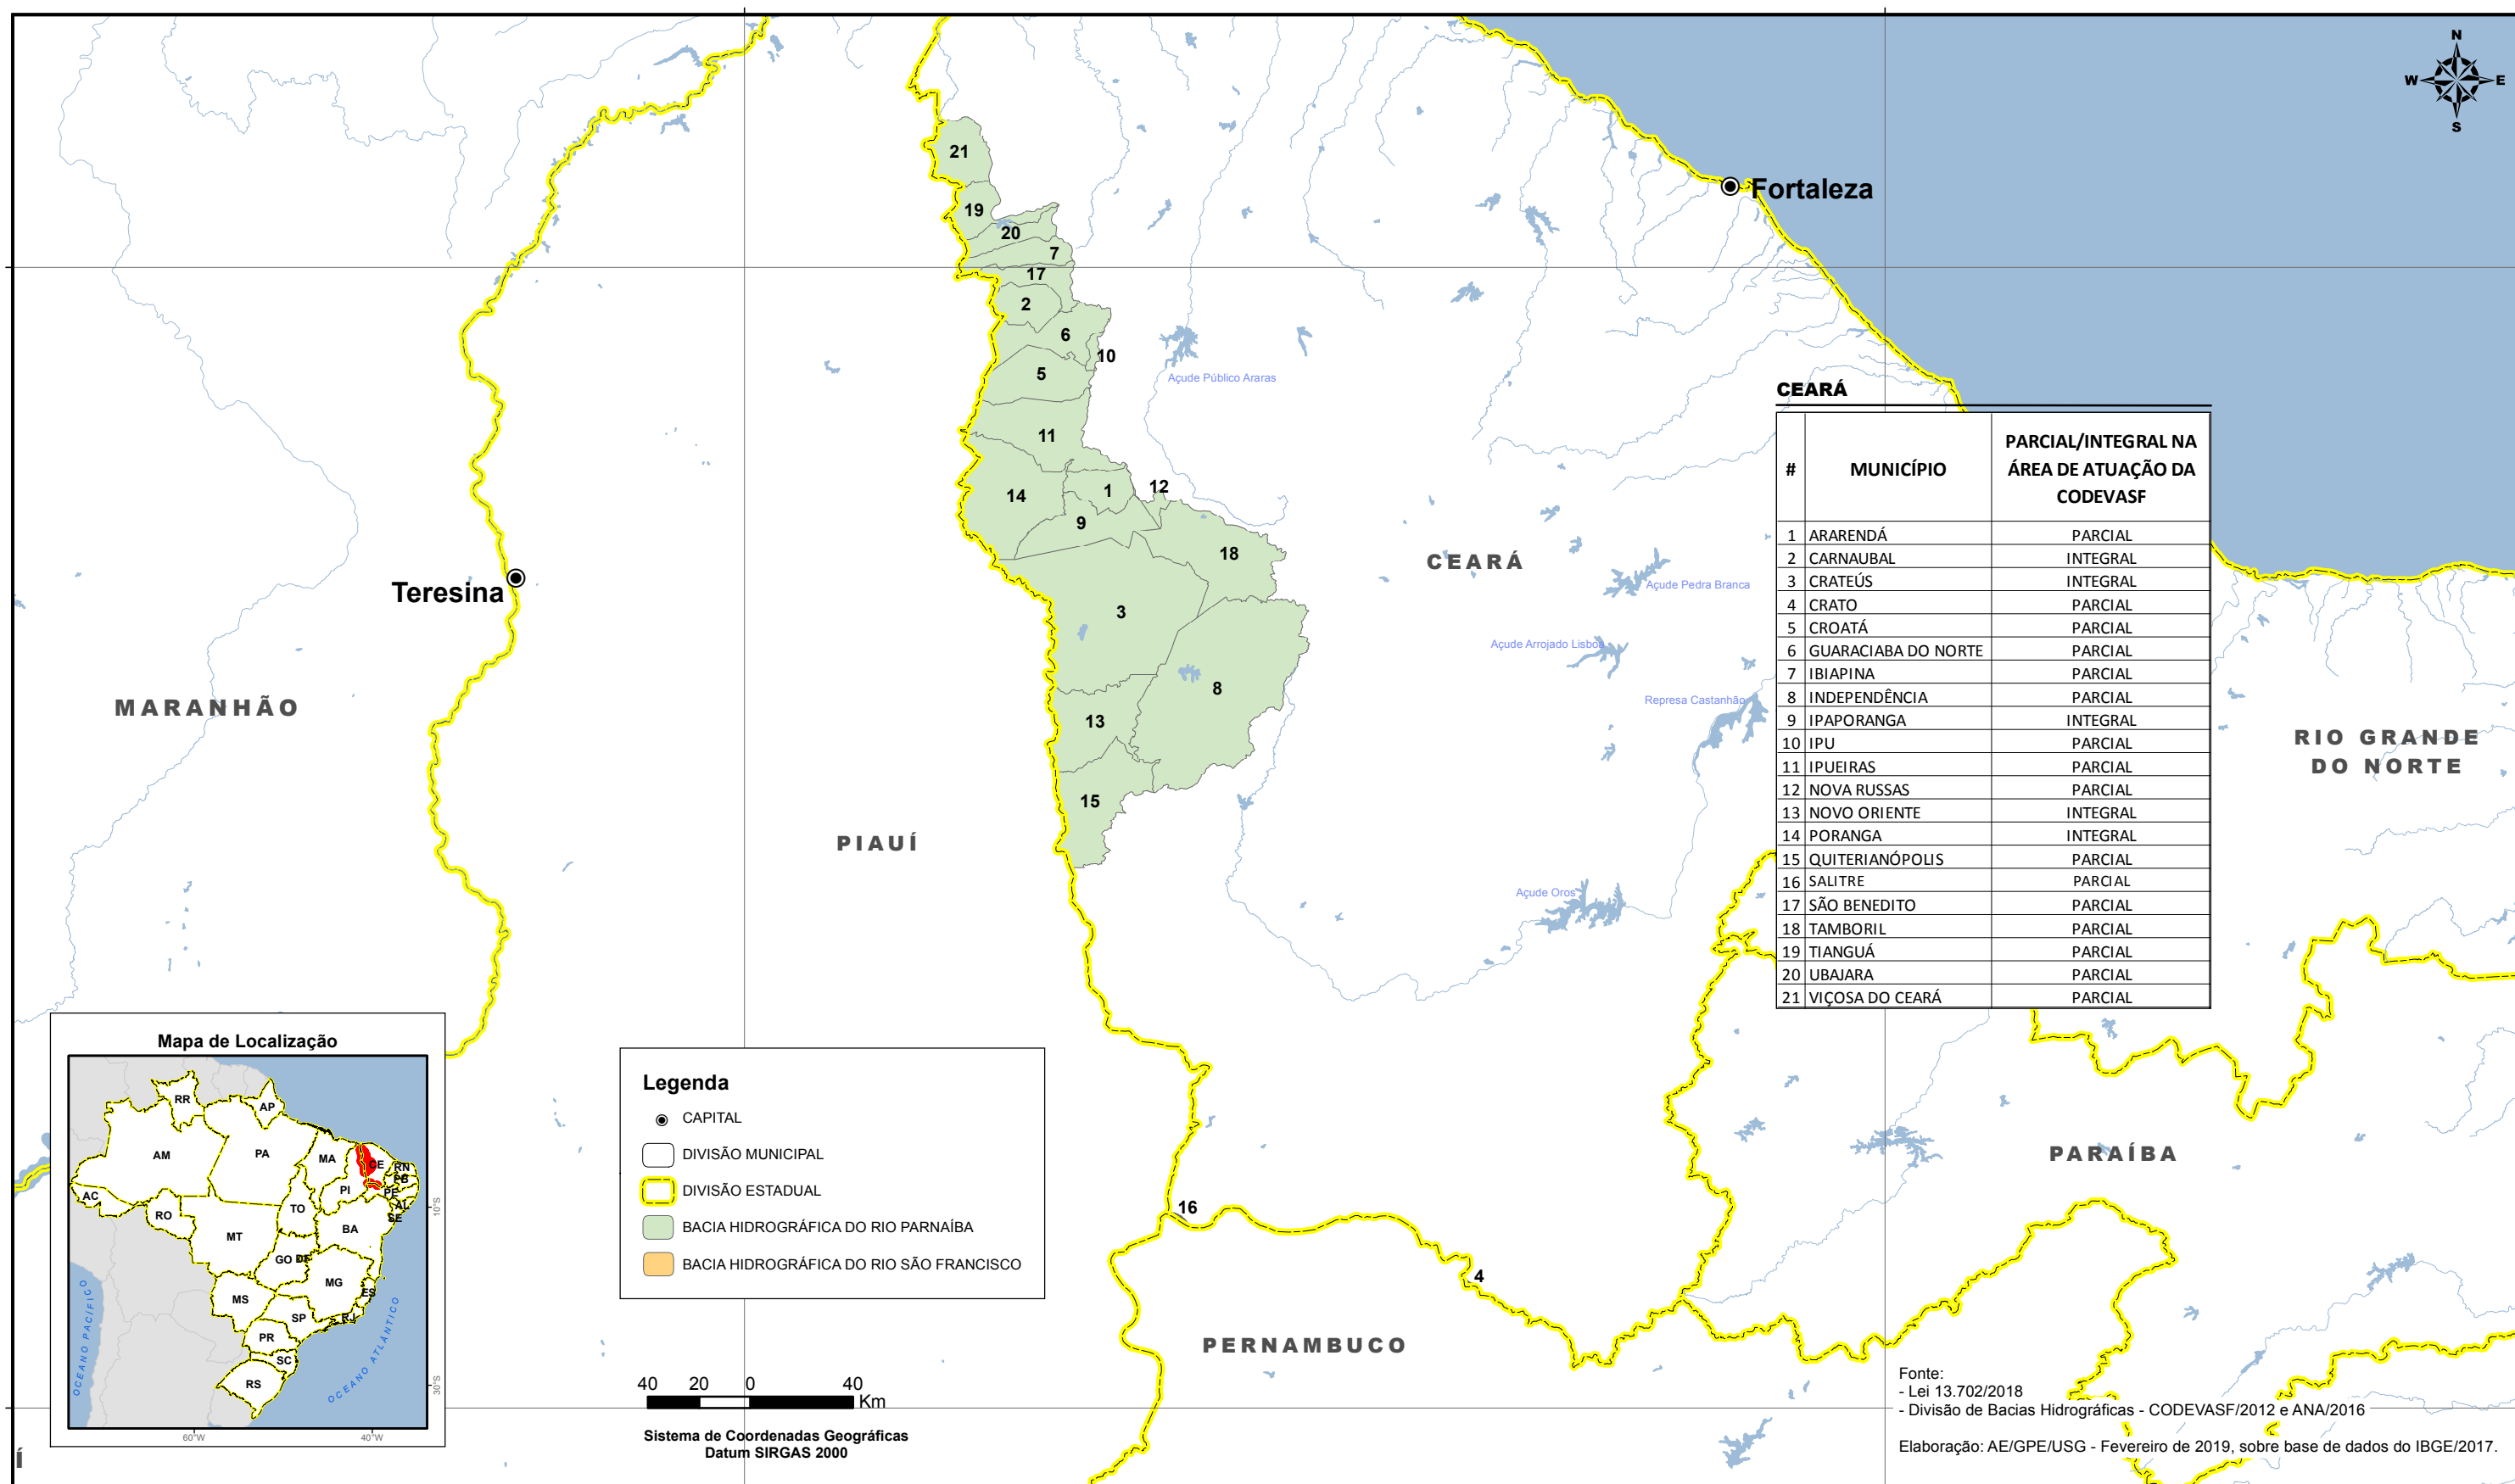 N
W
E
S
21
Fortaleza
19
20
7
17
2
6
10
5
Açude Público Araras
11
14
1
12
9
18
3
8
13
15
Teresina
MARANHÃO
PIAUÍ
CEARÁ
Açude Pedra Branca
Açude Arrojado Lisboa
Represa Castanhão
Açude Oros
RIO GRANDE
DO NORTE
PARAÍBA
PERNAMBUCO
16
4
CEARÁ
# MUNICÍPIO PARCIAL/INTEGRAL NA ÁREA DE ATUAÇÃO DA CODEVASF
1 ARARENDÁ PARCIAL
2 CARNAUBAL INTEGRAL
3 CRATEÚS INTEGRAL
4 CRATO PARCIAL
5 CROATÁ PARCIAL
6 GUARACIABA DO NORTE PARCIAL
7 IBIAPINA PARCIAL
8 INDEPENDÊNCIA PARCIAL
9 IPAPORANGA INTEGRAL
10 IPU PARCIAL
11 IPUEIRAS PARCIAL
12 NOVA RUSSAS PARCIAL
13 NOVO ORIENTE INTEGRAL
14 PORANGA INTEGRAL
15 QUITERIANÓPOLIS PARCIAL
16 SALITRE PARCIAL
17 SÃO BENEDITO PARCIAL
18 TAMBORIL PARCIAL
19 TIANGUÁ PARCIAL
20 UBAJARA PARCIAL
21 VIÇOSA DO CEARÁ PARCIAL
Mapa de Localização
RR
AP
AM
PA
MA
CE
RN
PB
PI
PE
AL
SE
AC
RO
TO
BA
MT
GO
DF
MG
ES
MS
SP
RJ
PR
SC
RS
OCEANO PACÍFICO
OCEANO ATLÂNTICO
10°S
30°S
60°W
40°W
Í
Legenda
CAPITAL
DIVISÃO MUNICIPAL
DIVISÃO ESTADUAL
BACIA HIDROGRÁFICA DO RIO PARNAÍBA
BACIA HIDROGRÁFICA DO RIO SÃO FRANCISCO
40 20 0 40
Km
Sistema de Coordenadas Geográficas
Datum SIRGAS 2000
Fonte:
- Lei 13.702/2018
- Divisão de Bacias Hidrográficas - CODEVASF/2012 e ANA/2016
Elaboração: AE/GPE/USG - Fevereiro de 2019, sobre base de dados do IBGE/2017.